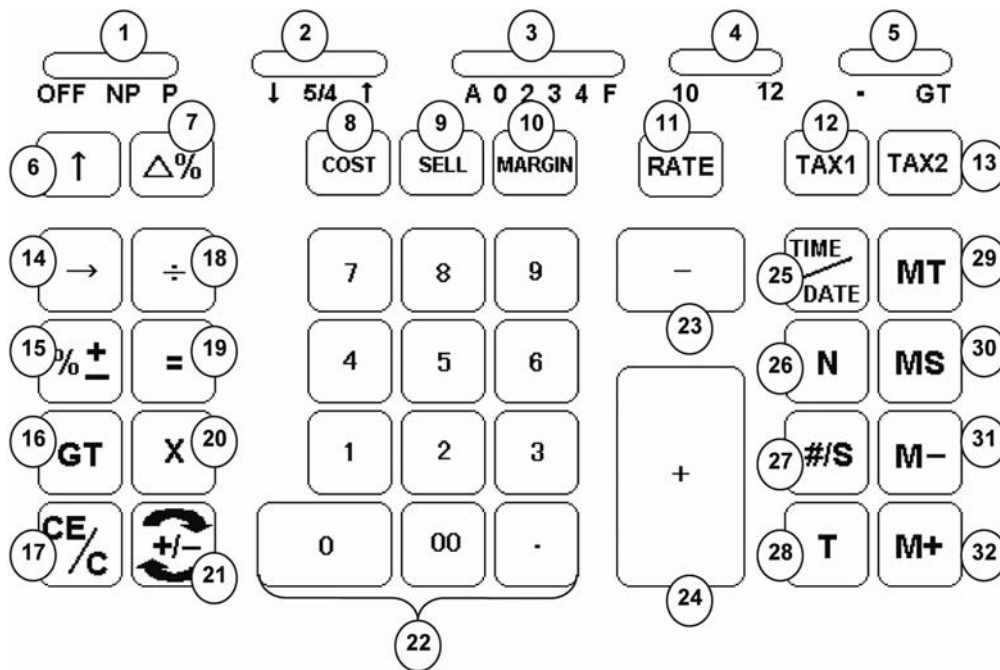 1 2 3 4 5
OFF NP P ↓ 5/4 ↑ A 0 2 3 4 F 10 12 - GT
7 8 9 10 11 12
6 ↑ △% COST SELL MARGIN RATE TAX1 TAX2 13
14 → ÷ 18 7 8 9 - 25 TIME/DATE MT 29
23
15 % ± = 19 4 5 6 26 N MS 30
16 GT X 20 1 2 3 + 27 #/S M- 31
17 CE/C +/- 21 0 00 . 28 T M+ 32
22 24